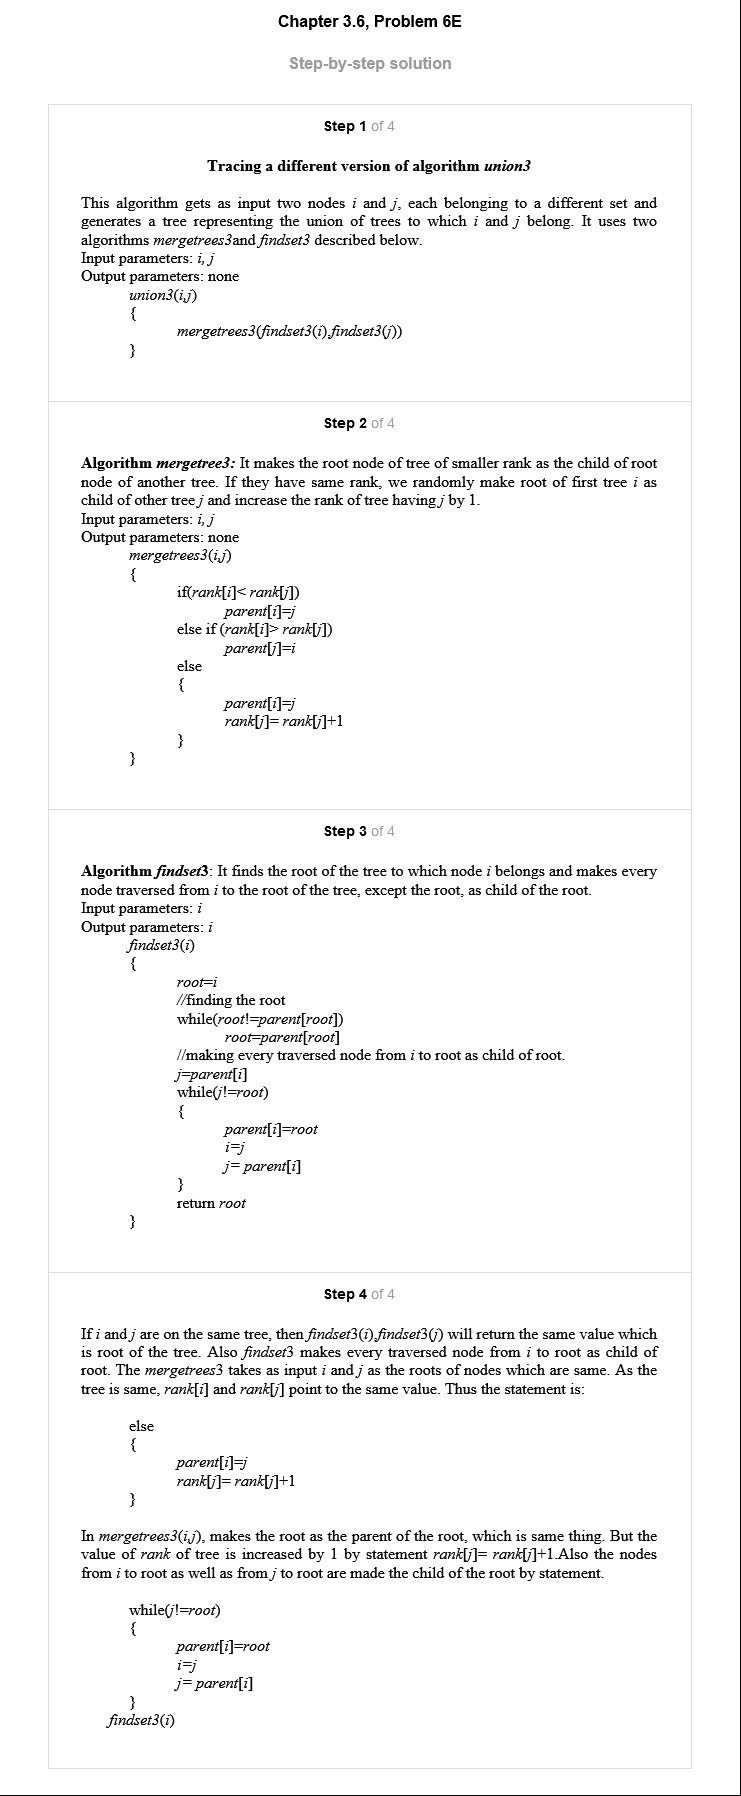 Chapter 3.6, Problem 6E
Step-by-step solution
Step 1 of 4
Tracing a different version of algorithm union3
This algorithm gets as input two nodes i and j, each belonging to a different set and
generates a tree representing the union of trees to which i and j belong. It uses two
algorithms mergetrees3and findset3 described below.
Input parameters: i, j
Output parameters: none
union3(i,j)
{
mergetrees3(findset3(i),findset3(j))
}
Step 2 of 4
Algorithm mergetree3: It makes the root node of tree of smaller rank as the child of root
node of another tree. If they have same rank, we randomly make root of first tree i as
child of other tree j and increase the rank of tree having j by 1.
Input parameters: i, j
Output parameters: none
mergetrees3(i,j)
{
if(rank[i]< rank[j])
parent[i]=j
else if (rank[i]> rank[j])
parent[j]=i
else
{
parent[i]=j
rank[j]= rank[j]+1
}
}
Step 3 of 4
Algorithm findset3: It finds the root of the tree to which node i belongs and makes every
node traversed from i to the root of the tree, except the root, as child of the root.
Input parameters: i
Output parameters: i
findset3(i)
{
root=i
//finding the root
while(root!=parent[root])
root=parent[root]
//making every traversed node from i to root as child of root.
j=parent[i]
while(j!=root)
{
parent[i]=root
i=j
j= parent[i]
}
return root
}
Step 4 of 4
If i and j are on the same tree, then findset3(i),findset3(j) will return the same value which
is root of the tree. Also findset3 makes every traversed node from i to root as child of
root. The mergetrees3 takes as input i and j as the roots of nodes which are same. As the
tree is same, rank[i] and rank[j] point to the same value. Thus the statement is:
else
{
parent[i]=j
rank[j]= rank[j]+1
}
In mergetrees3(i,j), makes the root as the parent of the root, which is same thing. But the
value of rank of tree is increased by 1 by statement rank[j]= rank[j]+1.Also the nodes
from i to root as well as from j to root are made the child of the root by statement.
while(j!=root)
{
parent[i]=root
i=j
j= parent[i]
}
findset3(i)